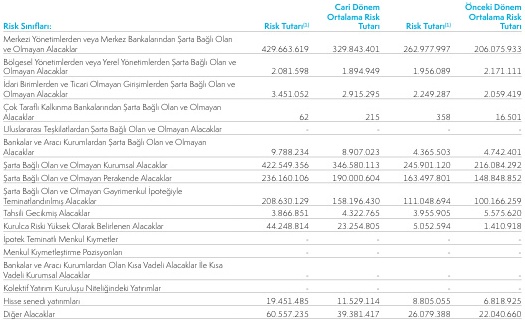 Cari Dönem Önceki Dönem
Ortalama Risk Ortalama Risk
Risk Sınıfları: Risk Tutarı(5) Tutarı Risk Tutarı(5) Tutarı
Merkezi Yönetimlerden veya Merkez Bankalarından Şarta Bağlı Olan
ve Olmayan Alacaklar 429.663.619 329.843.401 262.977.997 206.075.933
Bölgesel Yönetimlerden veya Yerel Yönetimlerden Şarta Bağlı Olan ve
Olmayan Alacaklar 2.081.598 1.894.949 1.956.089 2.171.111
İdari Birimlerden ve Ticari Olmayan Girişimlerden Şarta Bağlı Olan ve
Olmayan Alacaklar 3.451.052 2.915.295 2.249.287 2.059.419
Çok Taraflı Kalkınma Bankalarından Şarta Bağlı Olan ve Olmayan
Alacaklar 62 215 358 16.501
Uluslararası Teşkilatlardan Şarta Bağlı Olan ve Olmayan Alacaklar - - - -
Bankalar ve Aracı Kurumlardan Şarta Bağlı Olan ve Olmayan
Alacaklar 9.788.234 8.907.023 4.365.503 4.742.401
Şarta Bağlı Olan ve Olmayan Kurumsal Alacaklar 422.549.356 346.580.113 245.901.120 216.084.292
Şarta Bağlı Olan ve Olmayan Perakende Alacaklar 236.160.106 190.000.604 163.497.801 148.848.852
Şarta Bağlı Olan ve Olmayan Gayrimenkul İpoteğiyle
Teminatlandırılmış Alacaklar 208.630.129 158.196.430 111.048.694 100.166.259
Tahsili Gecikmiş Alacaklar 3.866.851 4.322.765 3.955.905 5.575.620
Kurulca Riski Yüksek Olarak Belirlenen Alacaklar 44.248.814 23.254.805 5.052.594 1.410.918
İpotek Teminatlı Menkul Kıymetler - - - -
Menkul Kıymetleştirme Pozisyonları - - - -
Bankalar ve Aracı Kurumlardan Olan Kısa Vadeli Alacaklar İle Kısa
Vadeli Kurumsal Alacaklar - - - -
Kolektif Yatırım Kuruluşu Niteliğindeki Yatırımlar - - - -
Hisse senedi yatırımları 19.451.485 11.529.114 8.805.055 6.818.925
Diğer Alacaklar 60.557.235 39.381.417 26.079.388 22.040.660